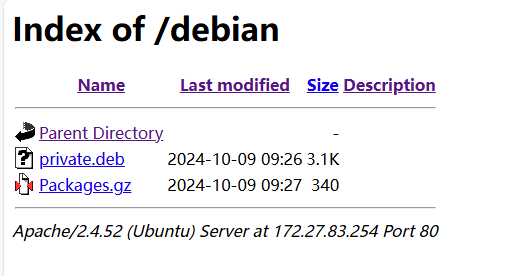 Index of /debian
Name Last modified Size Description
Parent Directory -
private.deb 2024-10-09 09:26 3.1K
Packages.gz 2024-10-09 09:27 340
Apache/2.4.52 (Ubuntu) Server at 172.27.83.254 Port 80